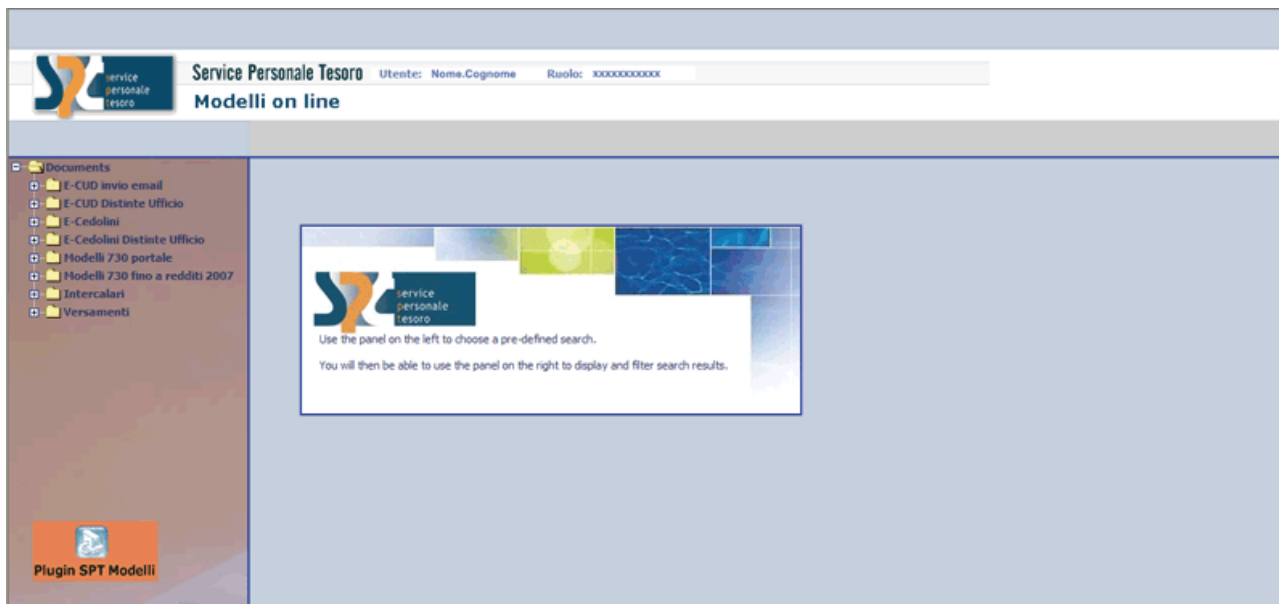 service
personale
tesoro
Service Personale Tesoro Utente: Nome.Cognome Ruolo: xxxxxxxxxxx
Modelli on line
Documents
E-CUD invio email
E-CUD Distinte Ufficio
E-Cedolini
E-Cedolini Distinte Ufficio
Modelli 730 portale
Modelli 730 fino a redditi 2007
Intercalari
Versamenti
service
personale
tesoro
Use the panel on the left to choose a pre-defined search.
You will then be able to use the panel on the right to display and filter search results.
Plugin SPT Modelli